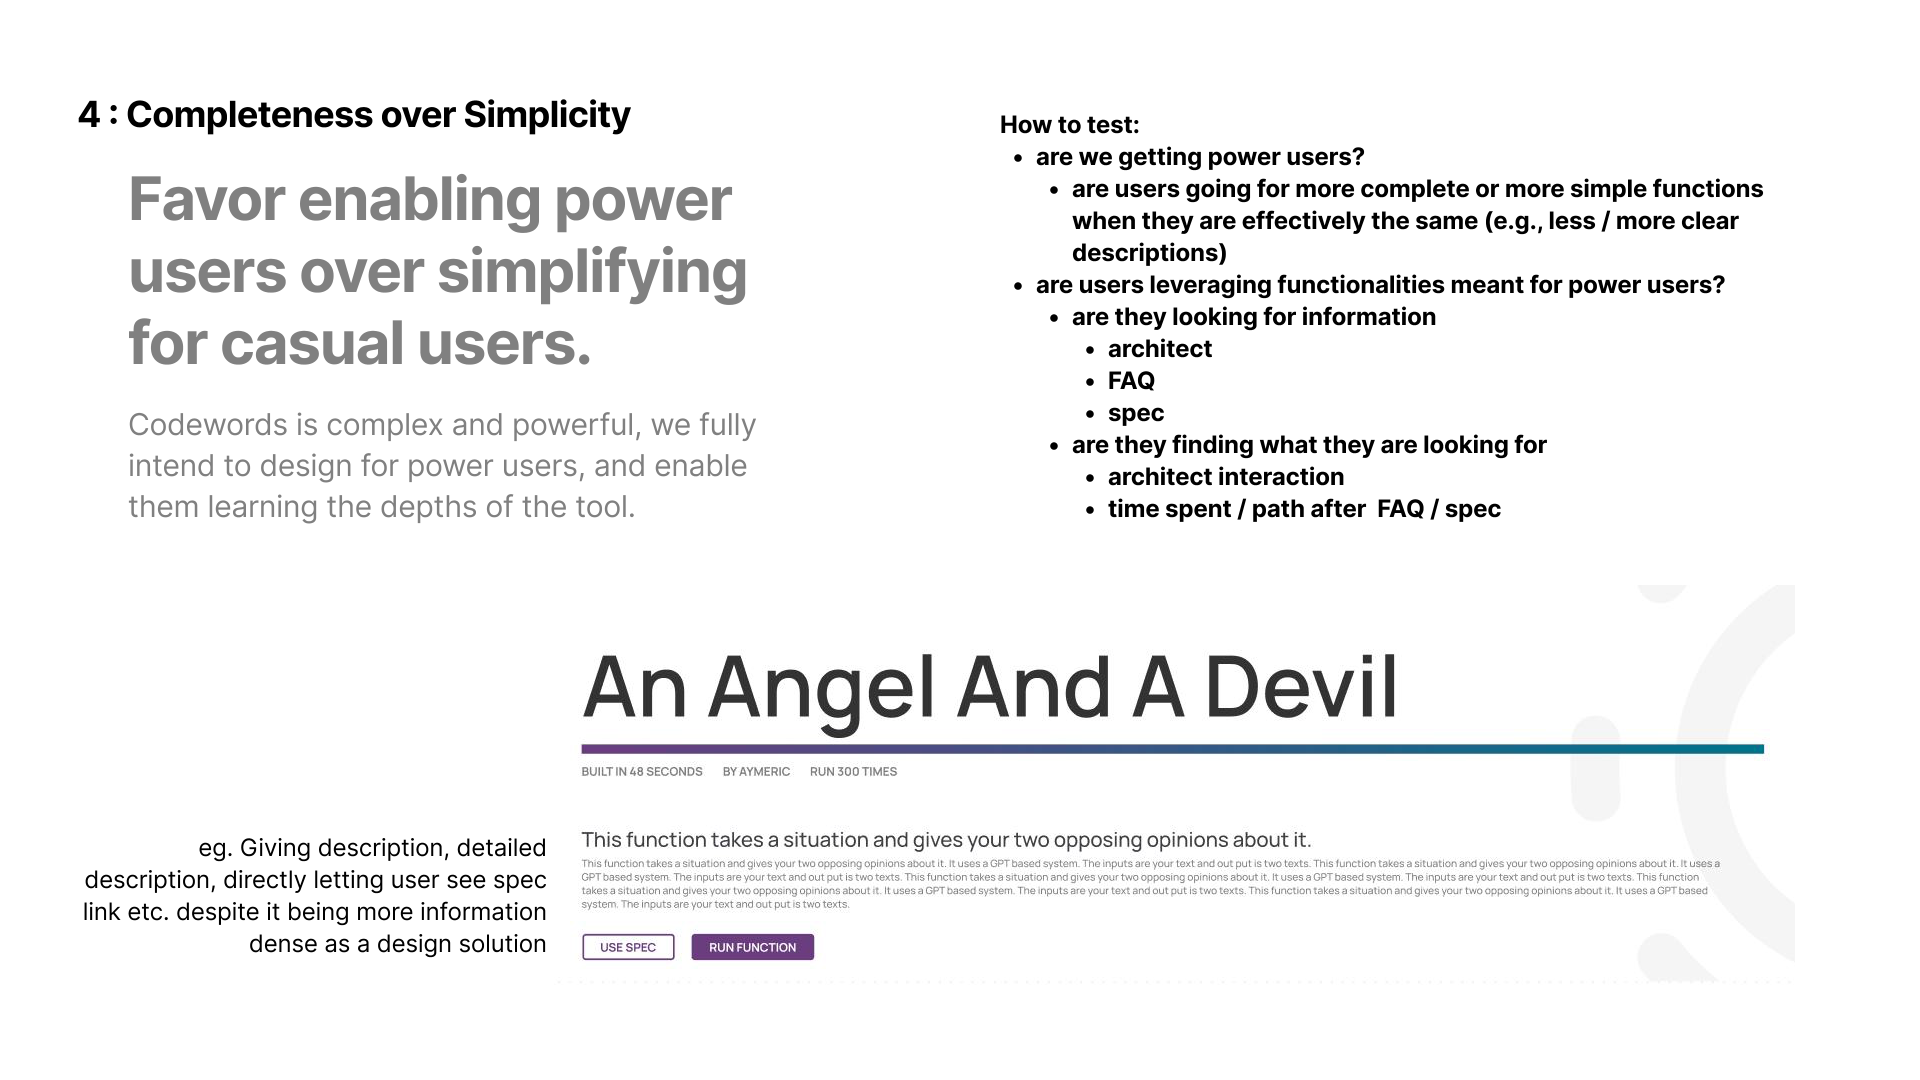 4 : Completeness over Simplicity
Favor enabling power
users over simplifying
for casual users.
Codewords is complex and powerful, we fully
intend to design for power users, and enable
them learning the depths of the tool.
How to test:
• are we getting power users?
• are users going for more complete or more simple functions
when they are effectively the same (e.g., less / more clear
descriptions)
• are users leveraging functionalities meant for power users?
• are they looking for information
• architect
• FAQ
• spec
• are they finding what they are looking for
• architect interaction
• time spent / path after  FAQ / spec
eg. Giving description, detailed
description, directly letting user see spec
link etc. despite it being more information
dense as a design solution
An Angel And A Devil
BUILT IN 48 SECONDS BY AYMERIC RUN 300 TIMES
This function takes a situation and gives your two opposing opinions about it.
This function takes a situation and gives your two opposing opinions about it. It uses a GPT based system. The inputs are your text and out put is two texts. This function takes a situation and gives your two opposing opinions about it. It uses a
GPT based system. The inputs are your text and out put is two texts. This function takes a situation and gives your two opposing opinions about it. It uses a GPT based system. The inputs are your text and out put is two texts. This function
takes a situation and gives your two opposing opinions about it. It uses a GPT based system. The inputs are your text and out put is two texts. This function takes a situation and gives your two opposing opinions about it. It uses a GPT based
system. The inputs are your text and out put is two texts.
USE SPEC RUN FUNCTION